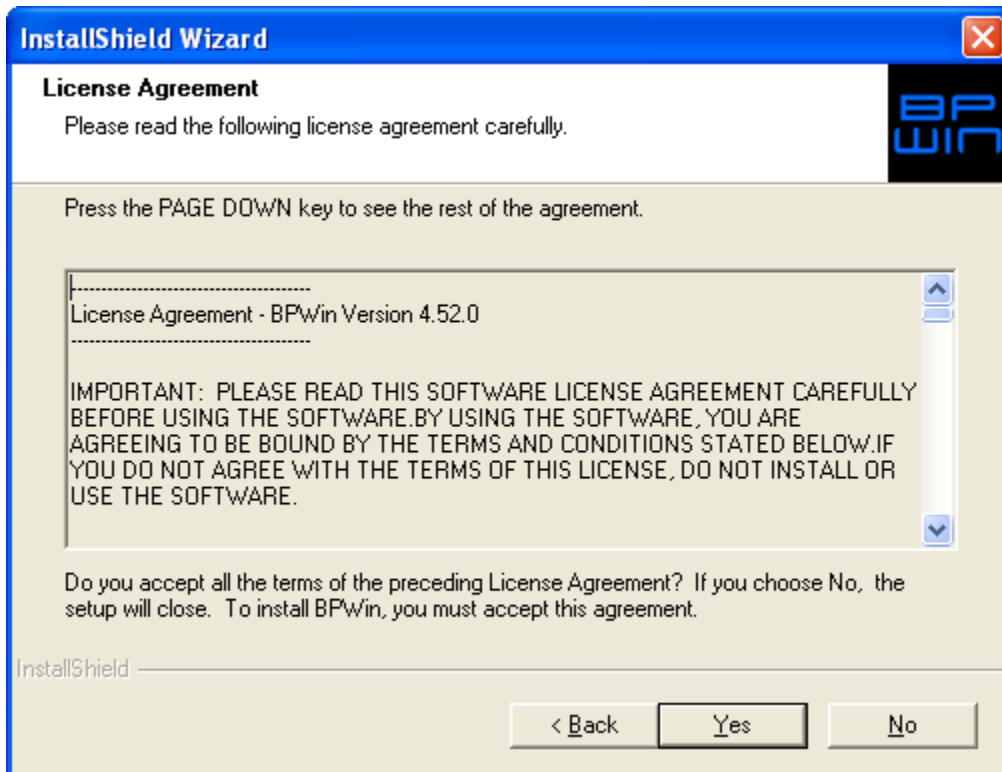 InstallShield Wizard
License Agreement
Please read the following license agreement carefully.
BP
WIN
Press the PAGE DOWN key to see the rest of the agreement.
----------------------------------------
License Agreement - BPWin Version 4.52.0
----------------------------------------
IMPORTANT:  PLEASE READ THIS SOFTWARE LICENSE AGREEMENT CAREFULLY
BEFORE USING THE SOFTWARE.BY USING THE SOFTWARE, YOU ARE
AGREEING TO BE BOUND BY THE TERMS AND CONDITIONS STATED BELOW.IF
YOU DO NOT AGREE WITH THE TERMS OF THIS LICENSE, DO NOT INSTALL OR
USE THE SOFTWARE.
Do you accept all the terms of the preceding License Agreement?  If you choose No,  the
setup will close.  To install BPWin, you must accept this agreement.
InstallShield
< Back
Yes
No